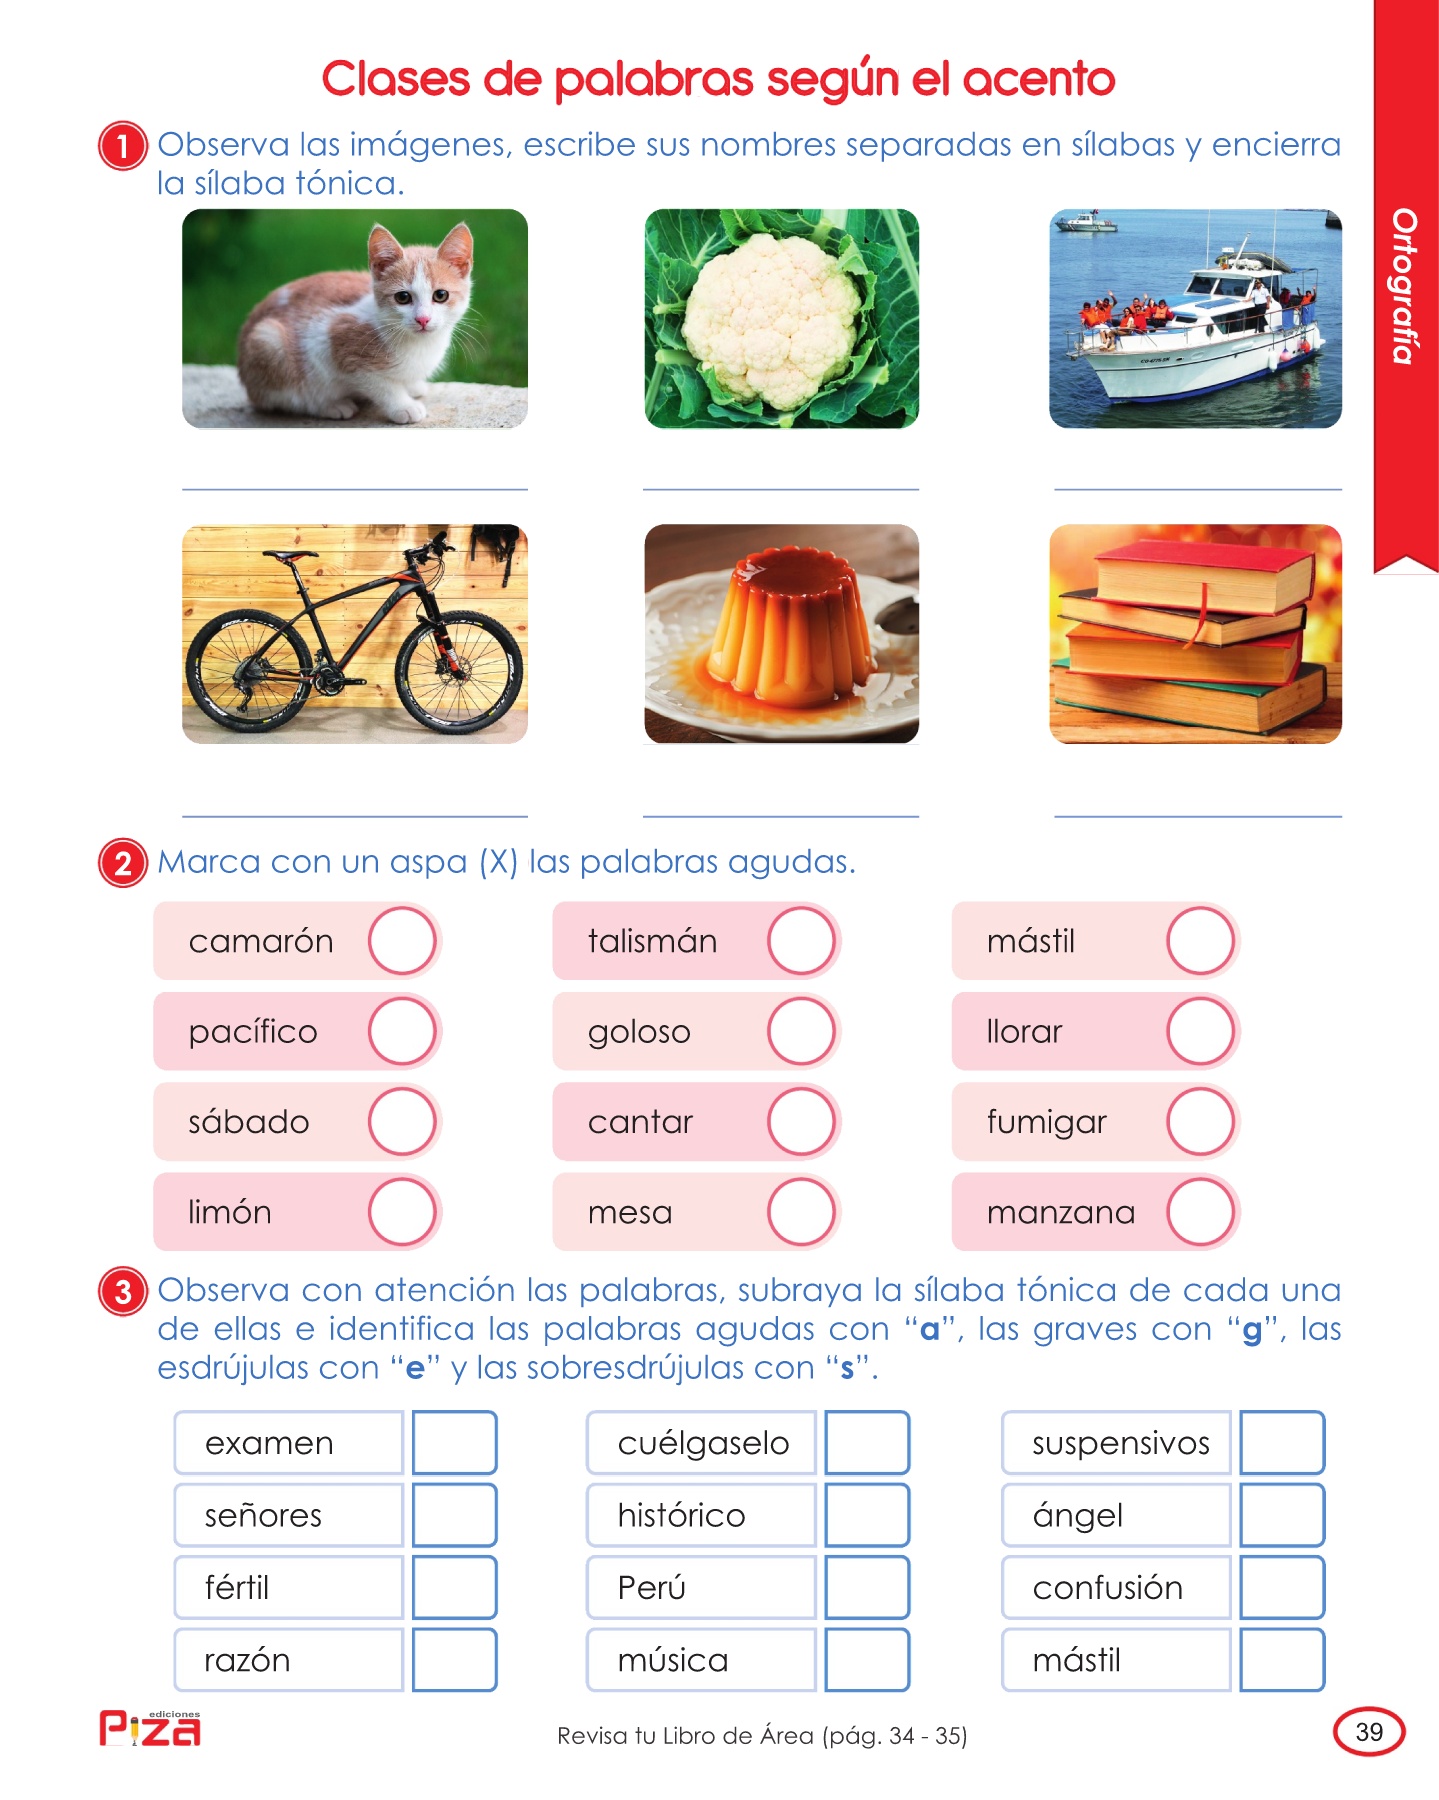 Clases de palabras según el acento
Ortografía
1 Observa las imágenes, escribe sus nombres separadas en sílabas y encierra
la sílaba tónica.
2 Marca con un aspa (X) las palabras agudas.
camarón talismán mástil
pacífico goloso llorar
sábado cantar fumigar
limón mesa manzana
3 Observa con atención las palabras, subraya la sílaba tónica de cada una
de ellas e identifica las palabras agudas con “a”, las graves con “g”, las
esdrújulas con “e” y las sobresdrújulas con “s”.
examen cuélgaselo suspensivos
señores histórico ángel
fértil Perú confusión
razón música mástil
ediciones
Piza
Revisa tu Libro de Área (pág. 34 - 35)
39